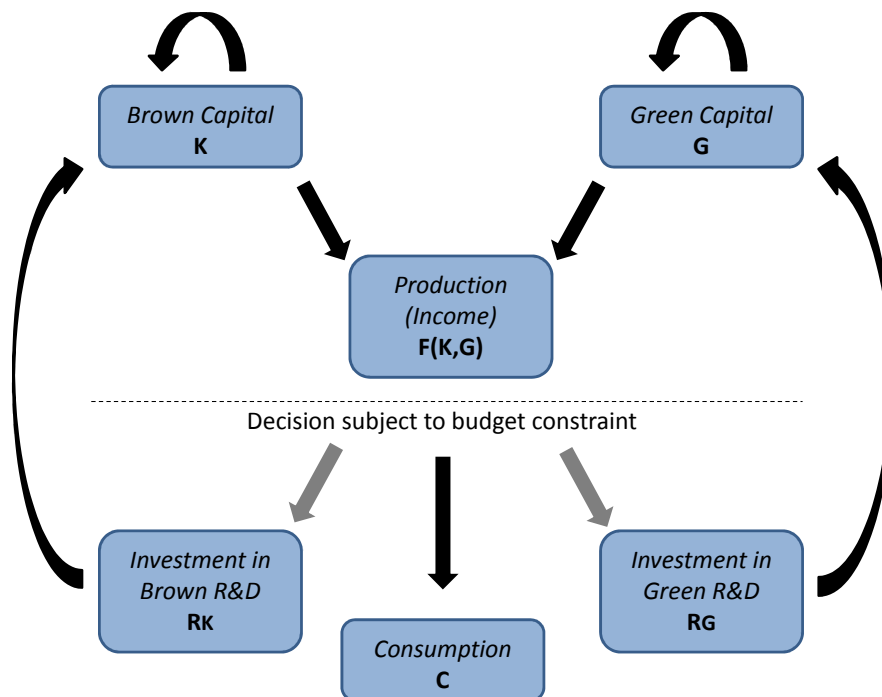 Brown Capital
K
Green Capital
G
Production
(Income)
F(K,G)
Decision subject to budget constraint
Investment in
Brown R&D
RK
Investment in
Green R&D
RG
Consumption
C